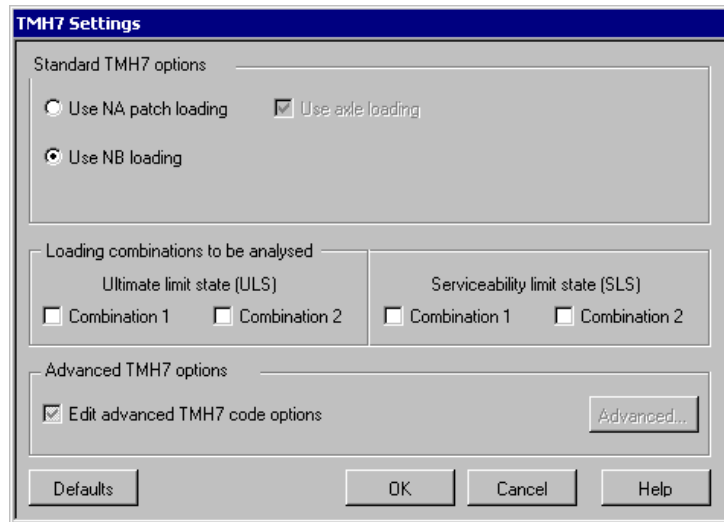 TMH7 Settings
Standard TMH7 options
Use NA patch loading Use axle loading
Use NB loading
Loading combinations to be analysed
Ultimate limit state (ULS) Serviceability limit state (SLS)
Combination 1 Combination 2 Combination 1 Combination 2
Advanced TMH7 options
Edit advanced TMH7 code options Advanced...
Defaults OK Cancel Help